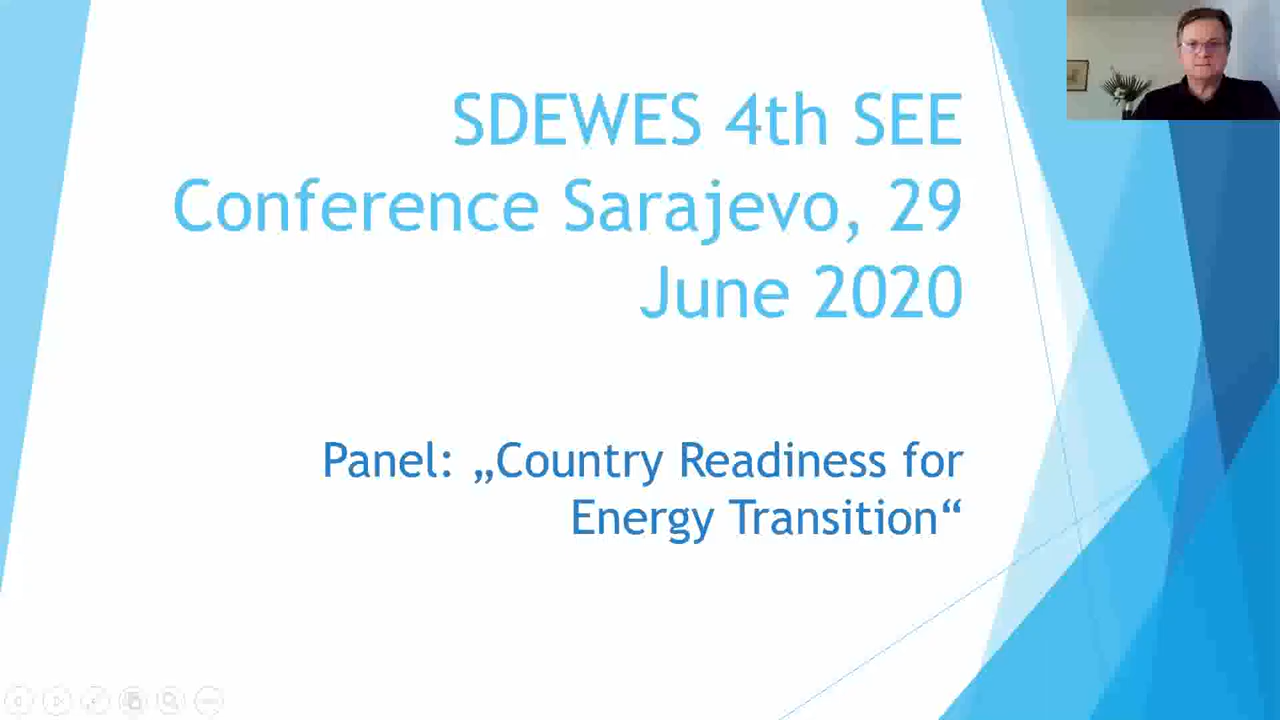 SDEWES 4th SEE
Conference Sarajevo, 29
June 2020
Panel: „Country Readiness for
Energy Transition“